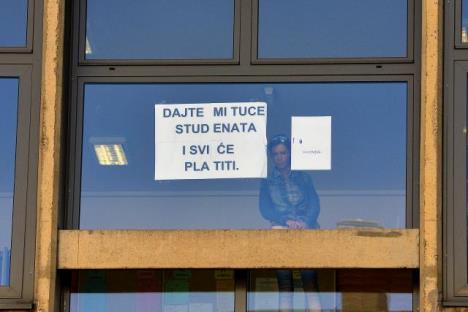 DAJTE MI TUCE
STUD ENATA
I SVI ĆE
PLA TITI.